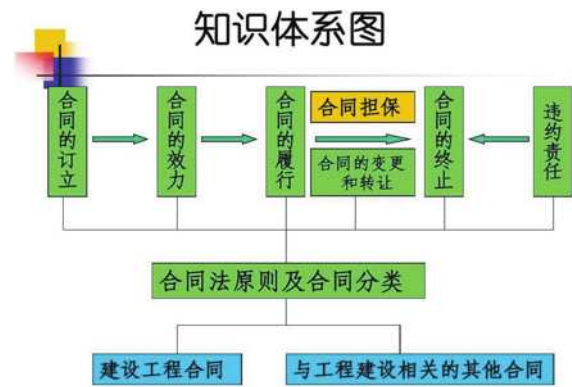 知识体系图
合同的订立
合同的效力
合同的履行
合同担保
合同的变更
和转让
合同的终止
违约责任
合同法原则及合同分类
建设工程合同
与工程建设相关的其他合同